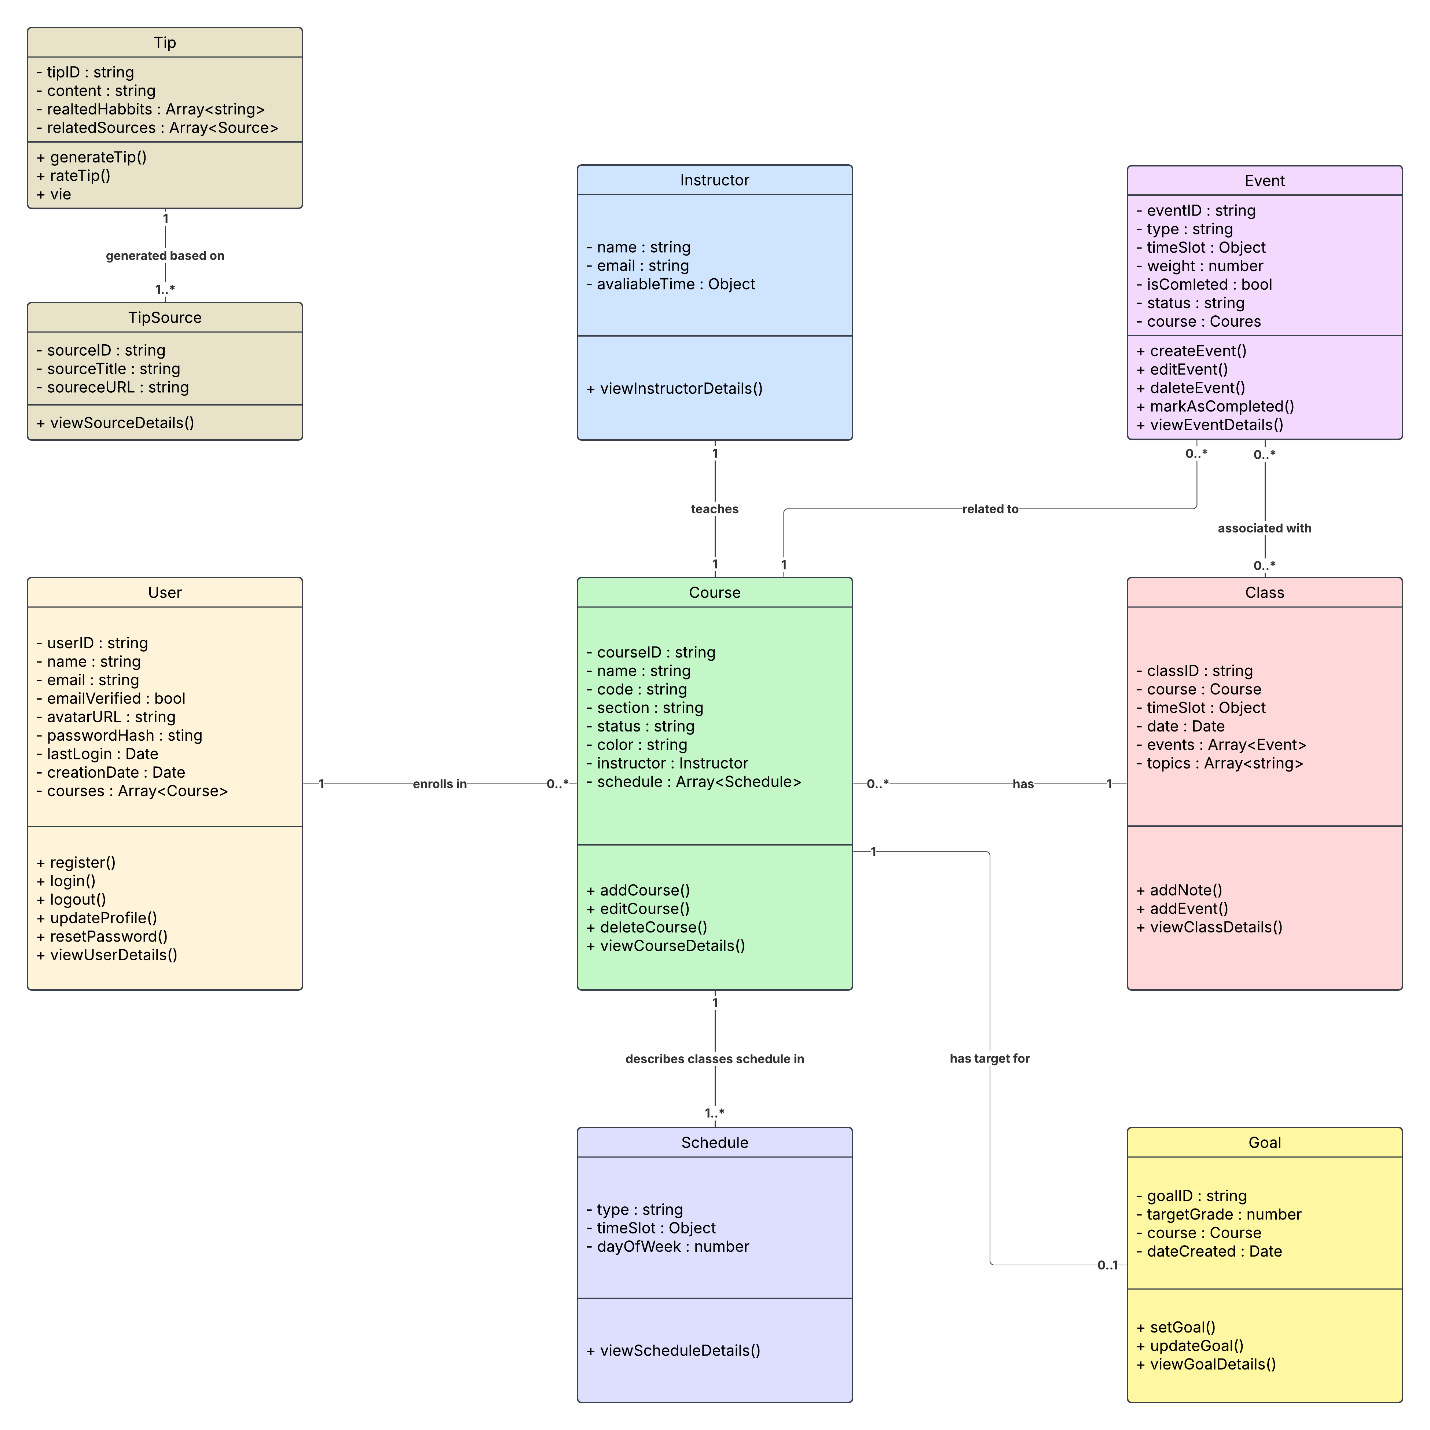 Tip
- tipID : string
- content : string
- realtedHabbits : Array<string>
- relatedSources : Array<Source>
+ generateTip()
+ rateTip()
+ vie
1
generated based on
1..*
TipSource
- sourceID : string
- sourceTitle : string
- soureceURL : string
+ viewSourceDetails()
Instructor
- name : string
- email : string
- avaliableTime : Object
+ viewInstructorDetails()
1
teaches
1
Event
- eventID : string
- type : string
- timeSlot : Object
- weight : number
- isComleted : bool
- status : string
- course : Coures
+ createEvent()
+ editEvent()
+ daleteEvent()
+ markAsCompleted()
+ viewEventDetails()
0..*
related to
1
0..*
associated with
0..*
User
- userID : string
- name : string
- email : string
- emailVerified : bool
- avatarURL : string
- passwordHash : sting
- lastLogin : Date
- creationDate : Date
- courses : Array<Course>
+ register()
+ login()
+ logout()
+ updateProfile()
+ resetPassword()
+ viewUserDetails()
1
enrolls in
0..*
Course
- courseID : string
- name : string
- code : string
- section : string
- status : string
- color : string
- instructor : Instructor
- schedule : Array<Schedule>
+ addCourse()
+ editCourse()
+ deleteCourse()
+ viewCourseDetails()
0..*
has
1
Class
- classID : string
- course : Course
- timeSlot : Object
- date : Date
- events : Array<Event>
- topics : Array<string>
+ addNote()
+ addEvent()
+ viewClassDetails()
1
describes classes schedule in
1..*
1
has target for
0..1
Schedule
- type : string
- timeSlot : Object
- dayOfWeek : number
+ viewScheduleDetails()
Goal
- goalID : string
- targetGrade : number
- course : Course
- dateCreated : Date
+ setGoal()
+ updateGoal()
+ viewGoalDetails()